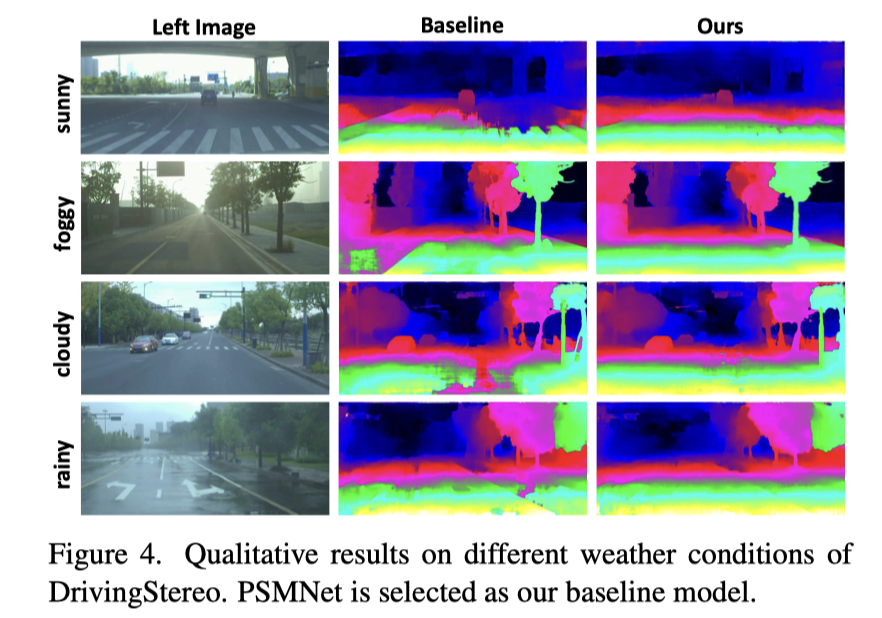 Left Image Baseline Ours
sunny
foggy
cloudy
rainy
Figure 4. Qualitative results on different weather conditions of
DrivingStereo. PSMNet is selected as our baseline model.